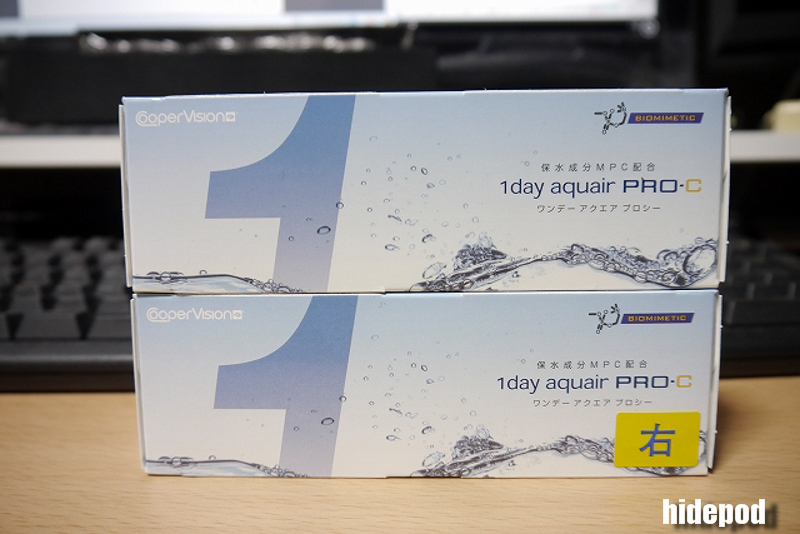 CooperVision
BIOMIMETIC
保水成分MPC配合
1day aquair PRO-C
ワンデー アクエア プロシー
1
CooperVision
BIOMIMETIC
保水成分MPC配合
1day aquair PRO-C
ワンデー アクエア プロシー
1
右
hidepod